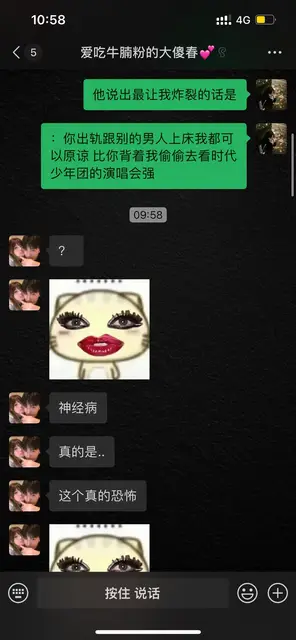 10:58
4G
5
爱吃牛腩粉的大傻春💕👂
他说出最让我炸裂的话是
：你出轨跟别的男人上床我都可
以原谅 比你背着我偷偷去看时代
少年团的演唱会强
09:58
？
神经病
真的是..
这个真的恐怖
按住 说话